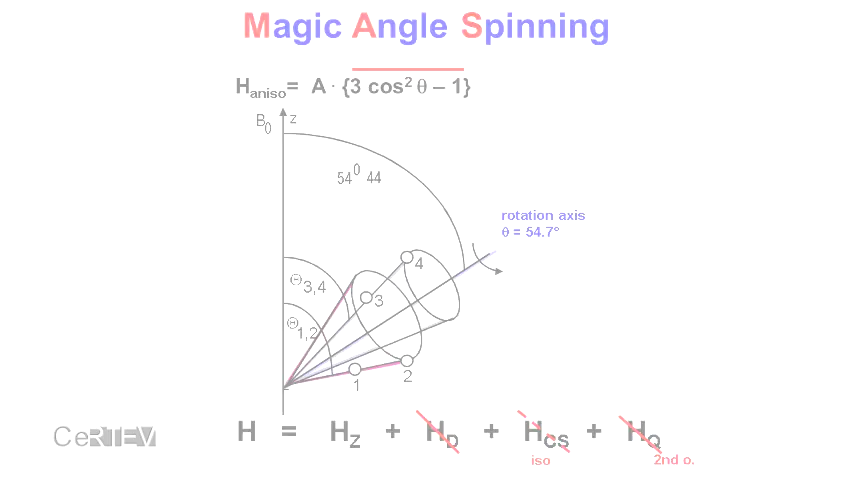 Magic Angle Spinning
Haniso= A · {3 cos² θ – 1}
B0 z
54⁰ 44
rotation axis
θ = 54.7°
4
Θ3,4
3
Θ1,2
1 2
H = HZ + HD + HCS + HQ
iso 2nd o.
CeRTEV